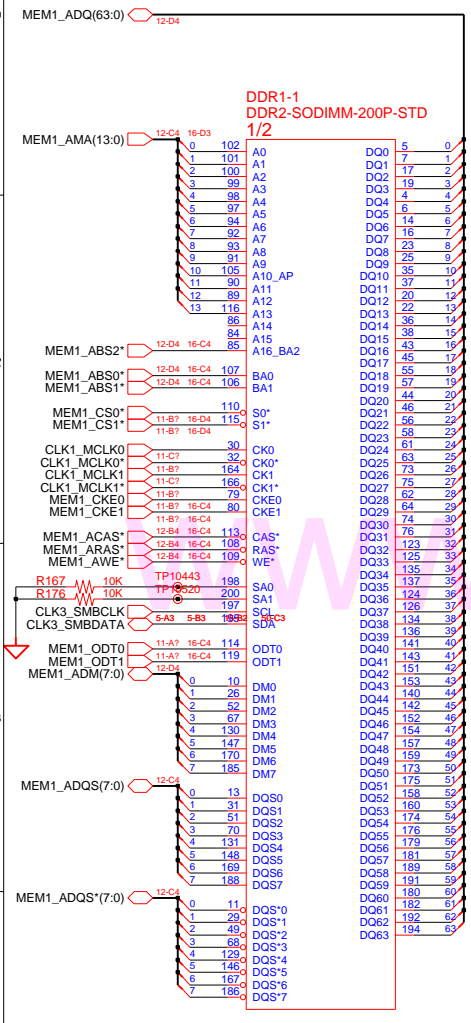 MEM1_ADQ(63:0) 12-D4
DDR1-1
DDR2-SODIMM-200P-STD
1/2
MEM1_AMA(13:0) 12-C4 16-D3
0 102 A0
1 101 A1
2 100 A2
3 99 A3
4 98 A4
5 97 A5
6 94 A6
7 92 A7
8 93 A8
9 91 A9
10 105 A10_AP
11 90 A11
12 89 A12
13 116 A13
86 A14
84 A15
MEM1_ABS2* 12-D4 16-C4 85 A16_BA2
MEM1_ABS0* 12-D4 16-C4 107 BA0
MEM1_ABS1* 12-D4 16-C4 106 BA1
MEM1_CS0* 11-B? 16-D4 110 S0*
MEM1_CS1* 11-B? 16-D4 115 S1*
CLK1_MCLK0 11-C? 30 CK0
CLK1_MCLK0* 11-B? 32 CK0*
CLK1_MCLK1 11-C? 164 CK1
CLK1_MCLK1* 11-B? 166 CK1*
MEM1_CKE0 11-B? 16-C4 79 CKE0
MEM1_CKE1 11-B? 16-C4 80 CKE1
MEM1_ACAS* 12-B4 16-C4 113 CAS*
MEM1_ARAS* 12-B4 16-C4 108 RAS*
MEM1_AWE* 12-B4 16-C4 109 WE*
R167 10K TP10443 198 SA0
R176 10K 200 SA1
CLK3_SMBCLK 197 SCL
CLK3_SMBDATA 5-A3 5-B3 SDA
MEM1_ODT0 11-A? 16-C4 114 ODT0
MEM1_ODT1 11-A? 16-C4 119 ODT1
MEM1_ADM(7:0) 12-D4
0 10 DM0
1 26 DM1
2 52 DM2
3 67 DM3
4 130 DM4
5 147 DM5
6 170 DM6
7 185 DM7
MEM1_ADQS(7:0) 12-C4
0 13 DQS0
1 31 DQS1
2 51 DQS2
3 70 DQS3
4 131 DQS4
5 148 DQS5
6 169 DQS6
7 188 DQS7
MEM1_ADQS*(7:0) 12-C4
0 11 DQS*0
1 29 DQS*1
2 49 DQS*2
3 68 DQS*3
4 129 DQS*4
5 146 DQS*5
6 167 DQS*6
7 186 DQS*7
DQ0 5 0
DQ1 7 1
DQ2 17 2
DQ3 19 3
DQ4 4 4
DQ5 6 5
DQ6 14 6
DQ7 16 7
DQ8 23 8
DQ9 25 9
DQ10 35 10
DQ11 37 11
DQ12 20 12
DQ13 22 13
DQ14 36 14
DQ15 38 15
DQ16 43 16
DQ17 45 17
DQ18 55 18
DQ19 57 19
DQ20 44 20
DQ21 46 21
DQ22 56 22
DQ23 58 23
DQ24 61 24
DQ25 63 25
DQ26 73 26
DQ27 75 27
DQ28 62 28
DQ29 64 29
DQ30 74 30
DQ31 76 31
DQ32 123 32
DQ33 125 33
DQ34 135 34
DQ35 137 35
DQ36 124 36
DQ37 126 37
DQ38 134 38
DQ39 136 39
DQ40 141 40
DQ41 143 41
DQ42 151 42
DQ43 153 43
DQ44 140 44
DQ45 142 45
DQ46 152 46
DQ47 154 47
DQ48 157 48
DQ49 159 49
DQ50 173 50
DQ51 175 51
DQ52 158 52
DQ53 160 53
DQ54 174 54
DQ55 176 55
DQ56 179 56
DQ57 181 57
DQ58 189 58
DQ59 191 59
DQ60 180 60
DQ61 182 61
DQ62 192 62
DQ63 194 63